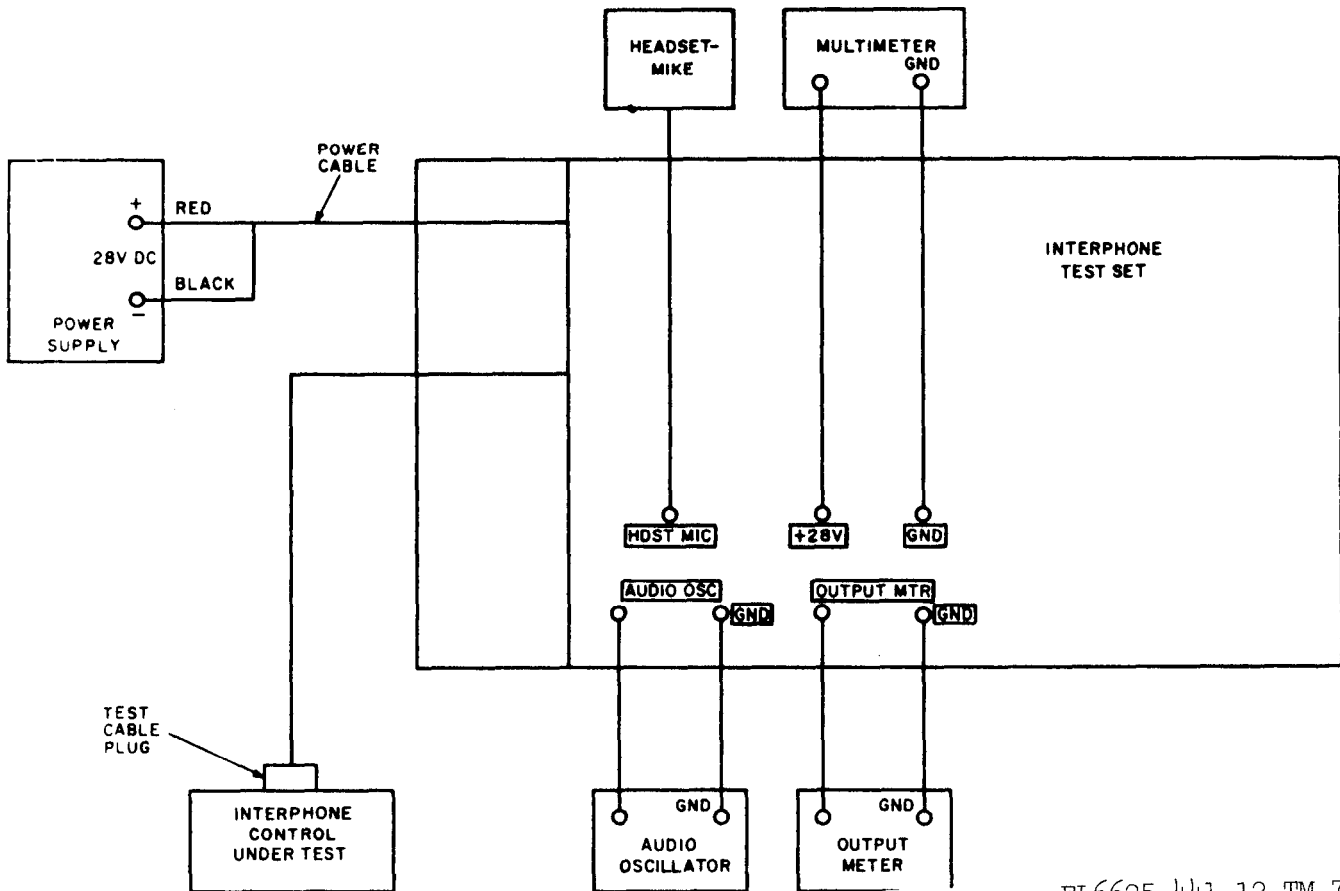 HEADSET-
MIKE
MULTIMETER
GND
POWER
CABLE
+
RED
28V DC
BLACK
−
POWER
SUPPLY
INTERPHONE
TEST SET
HDST MIC
+28V
GND
AUDIO OSC
GND
OUTPUT MTR
GND
TEST
CABLE
PLUG
INTERPHONE
CONTROL
UNDER TEST
GND
AUDIO
OSCILLATOR
GND
OUTPUT
METER